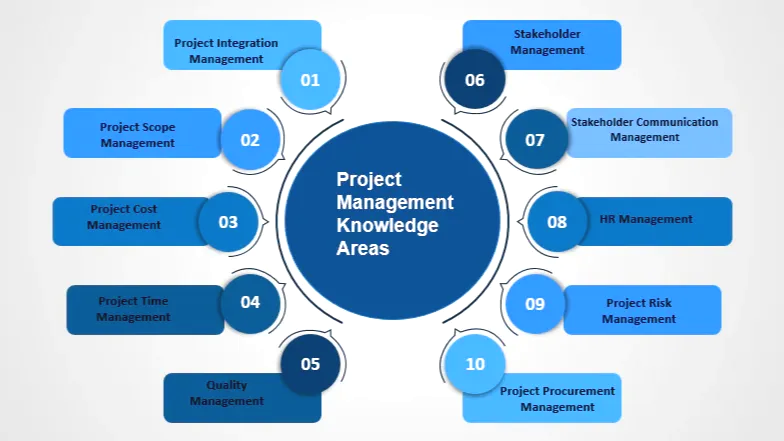 Project Integration
Management
01
Project Scope
Management
02
Project Cost
Management
03
Project Time
Management
04
Quality
Management
05
Project
Management
Knowledge
Areas
Stakeholder
Management
06
Stakeholder Communication
Management
07
HR Management
08
Project Risk
Management
09
Project Procurement
Management
10